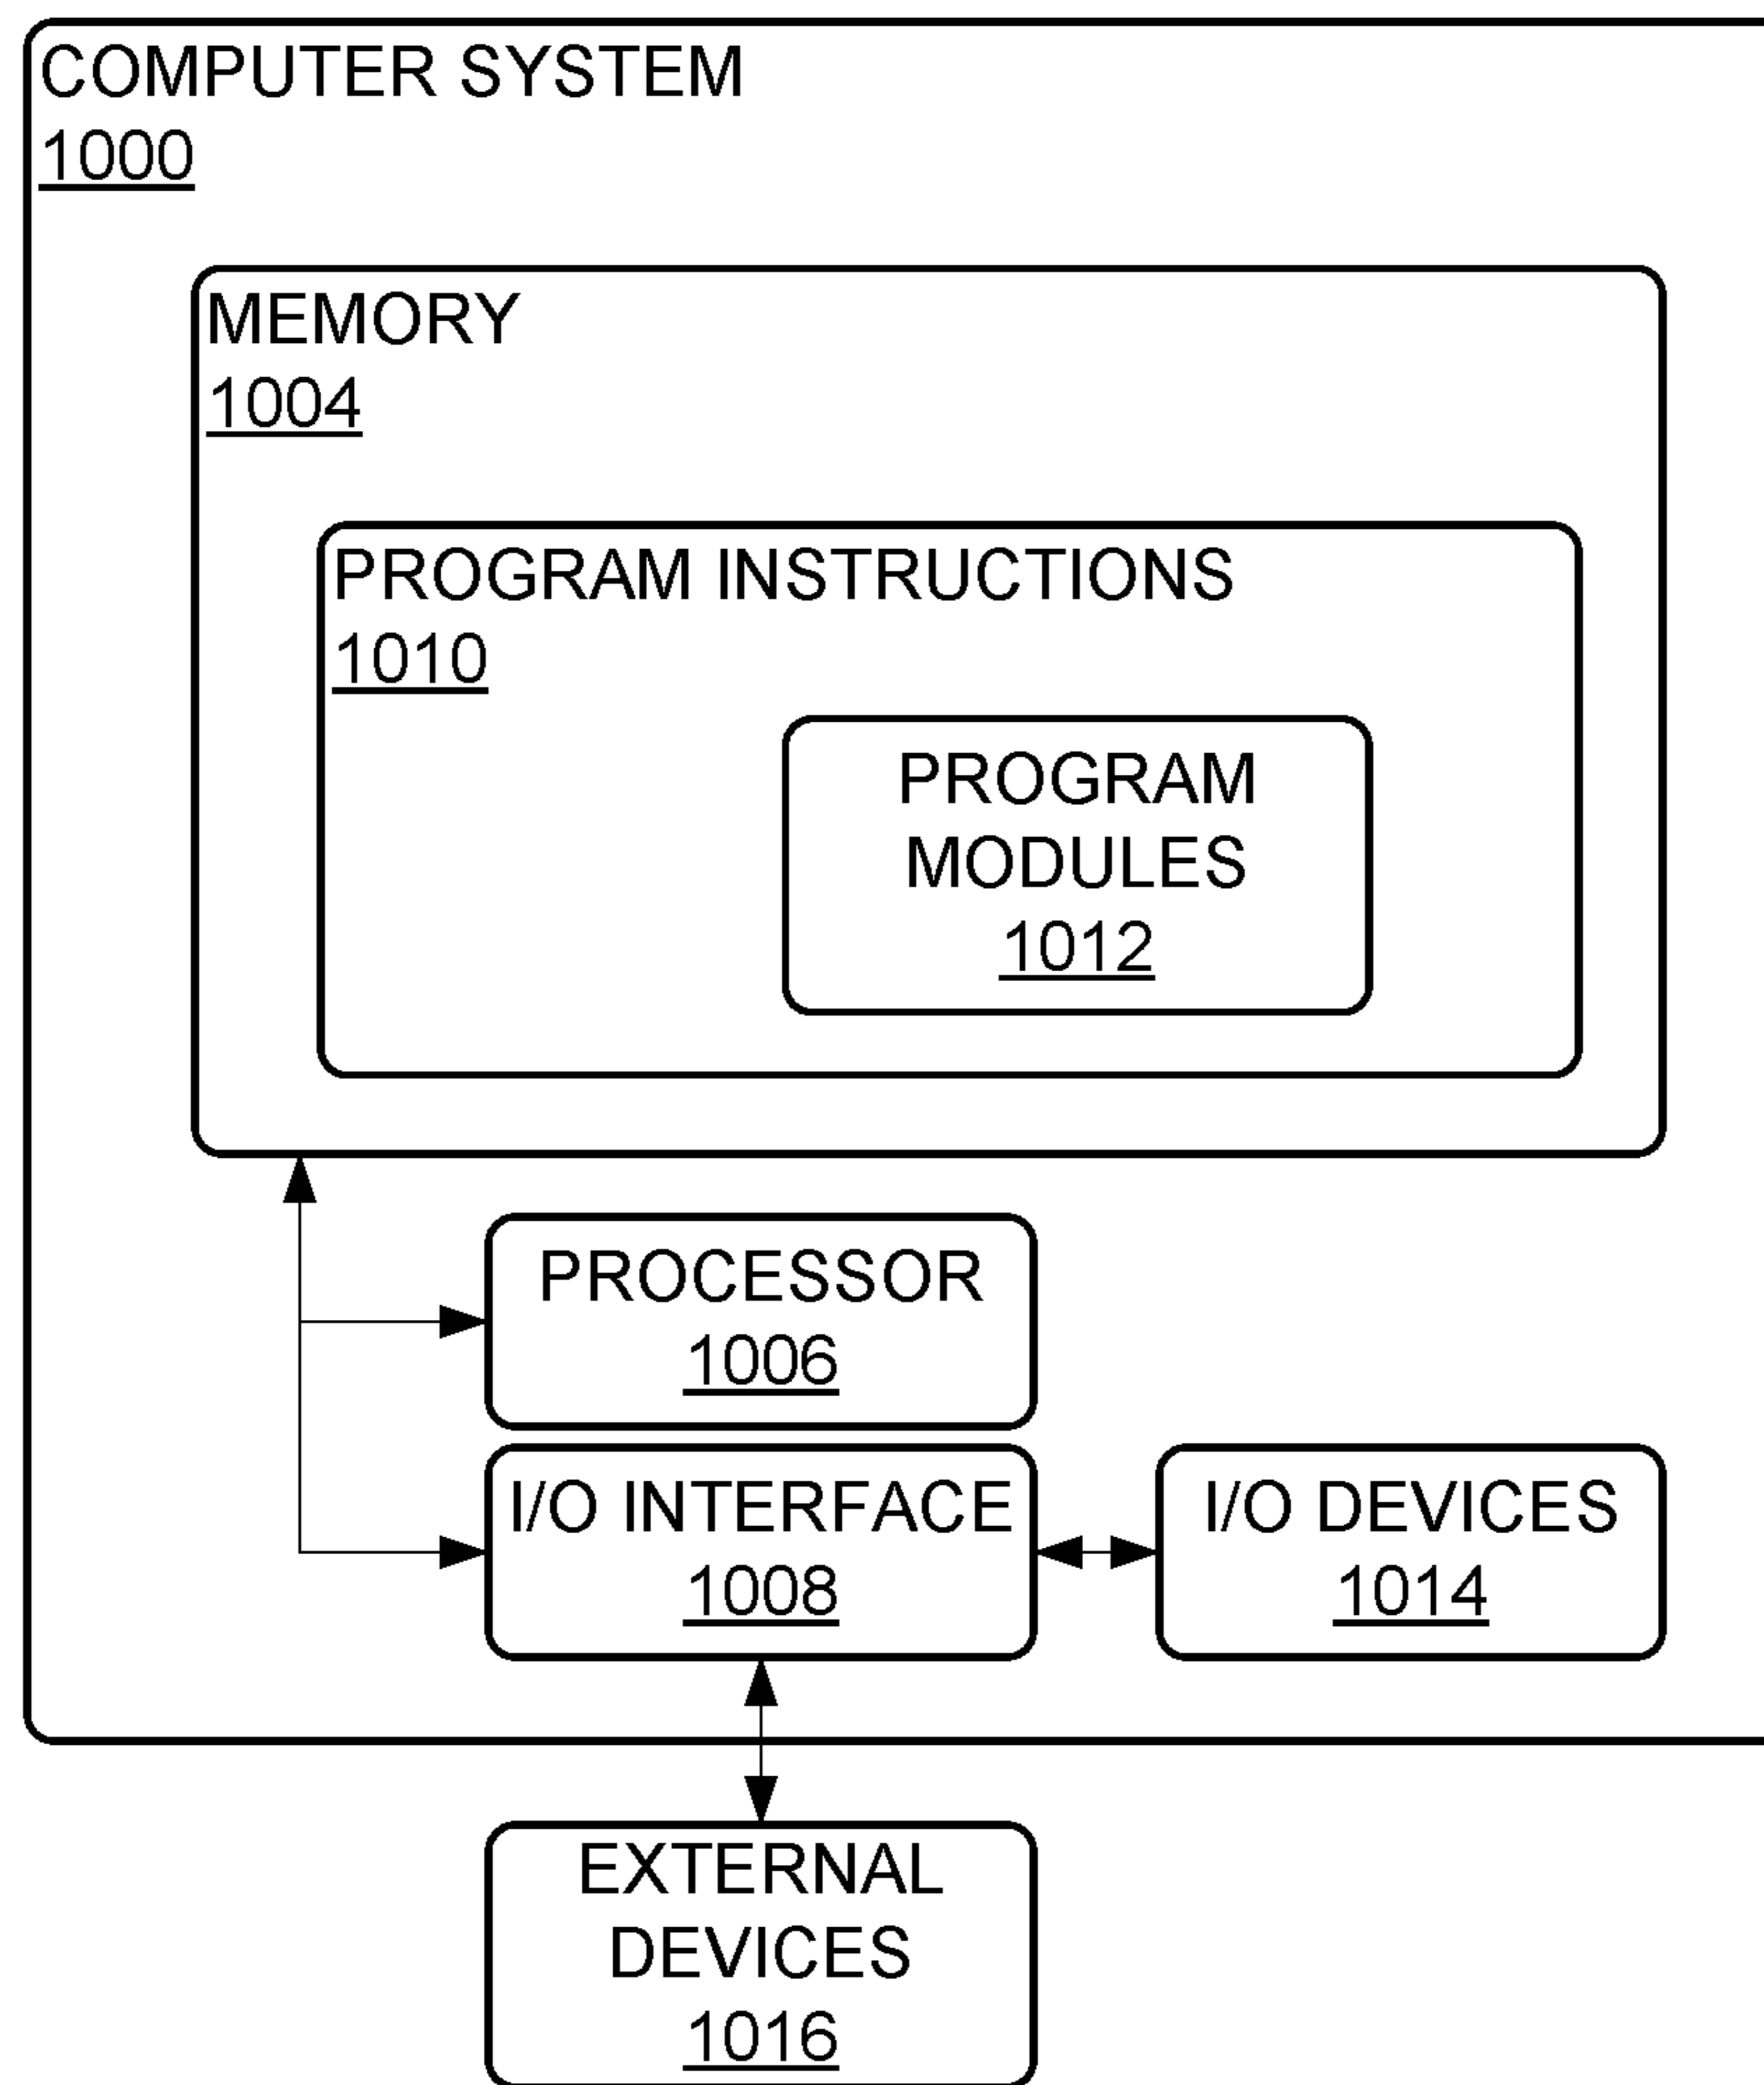 COMPUTER SYSTEM
1000
MEMORY
1004
PROGRAM INSTRUCTIONS
1010
PROGRAM
MODULES
1012
PROCESSOR
1006
I/O INTERFACE
1008
I/O DEVICES
1014
EXTERNAL
DEVICES
1016